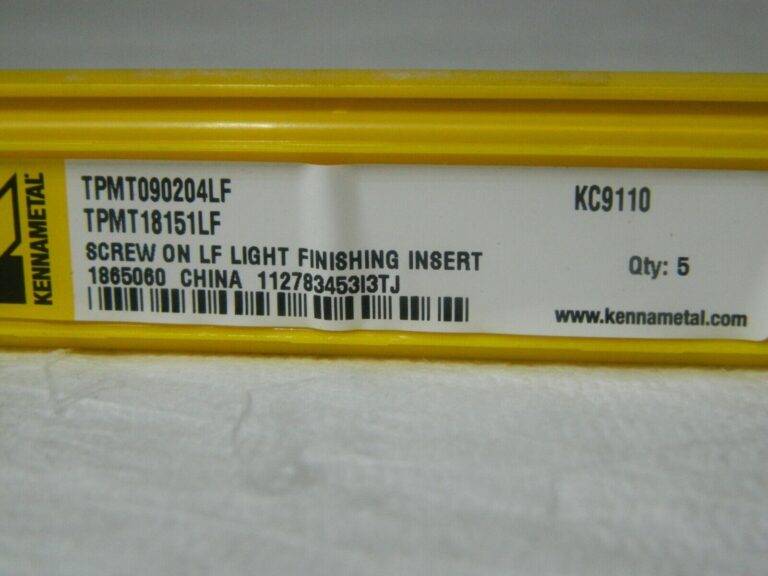 KENNAMETAL
TPMT090204LF
TPMT18151LF
SCREW ON LF LIGHT FINISHING INSERT
1865060 CHINA 112783453I3TJ
KC9110
Qty: 5
www.kennametal.com